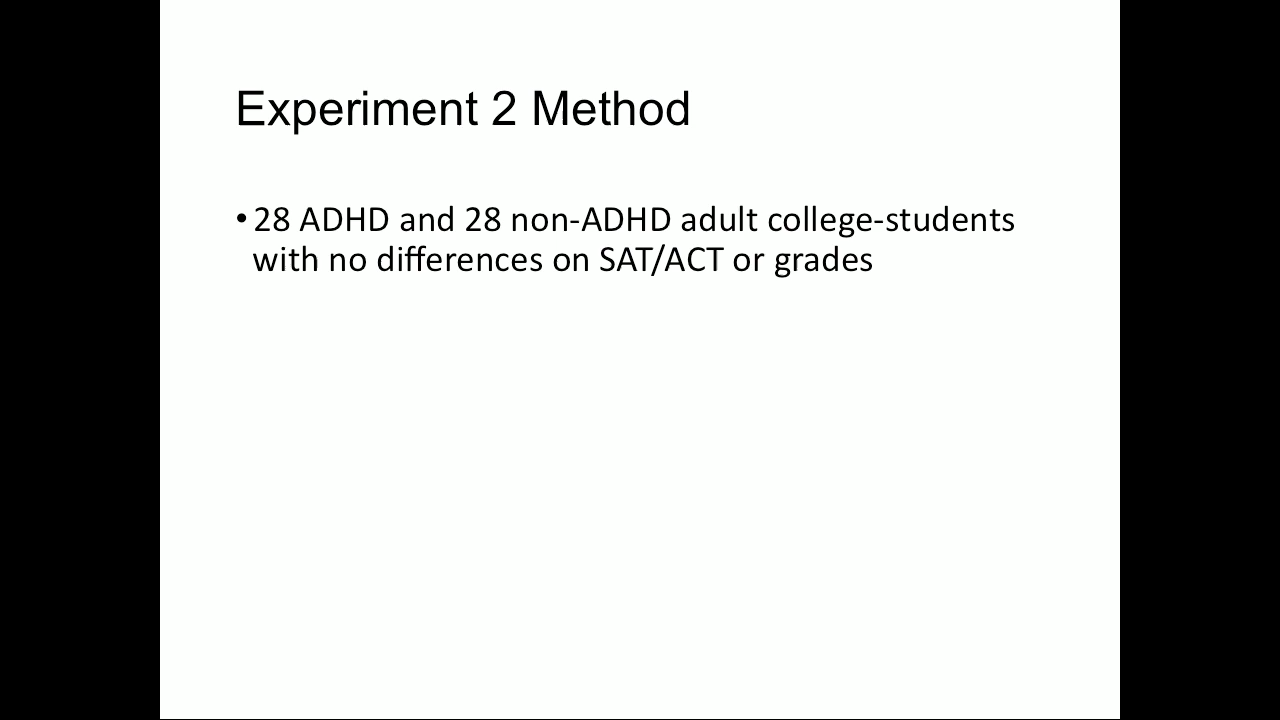 Experiment 2 Method
• 28 ADHD and 28 non-ADHD adult college-students
with no differences on SAT/ACT or grades